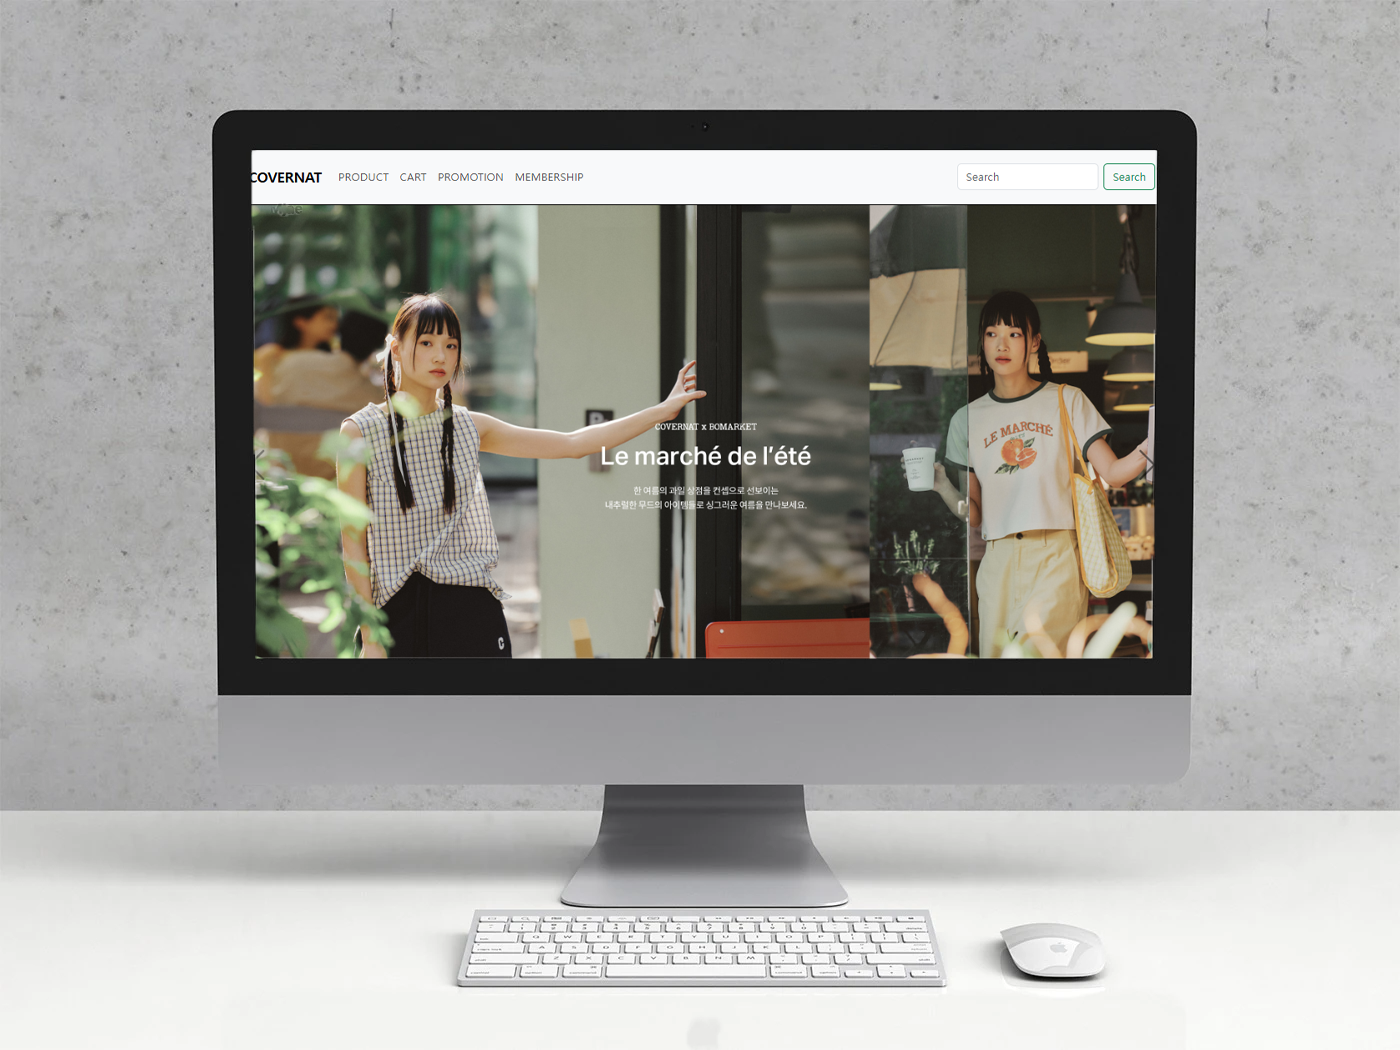 COVERNAT PRODUCT CART PROMOTION MEMBERSHIP Search Search
COVERNAT x BOMARKET
Le marché de l'été
한 여름의 과일 상점을 컨셉으로 선보이는
내추럴한 무드의 아이템들로 싱그러운 여름을 만나보세요.
LE MARCHÉ